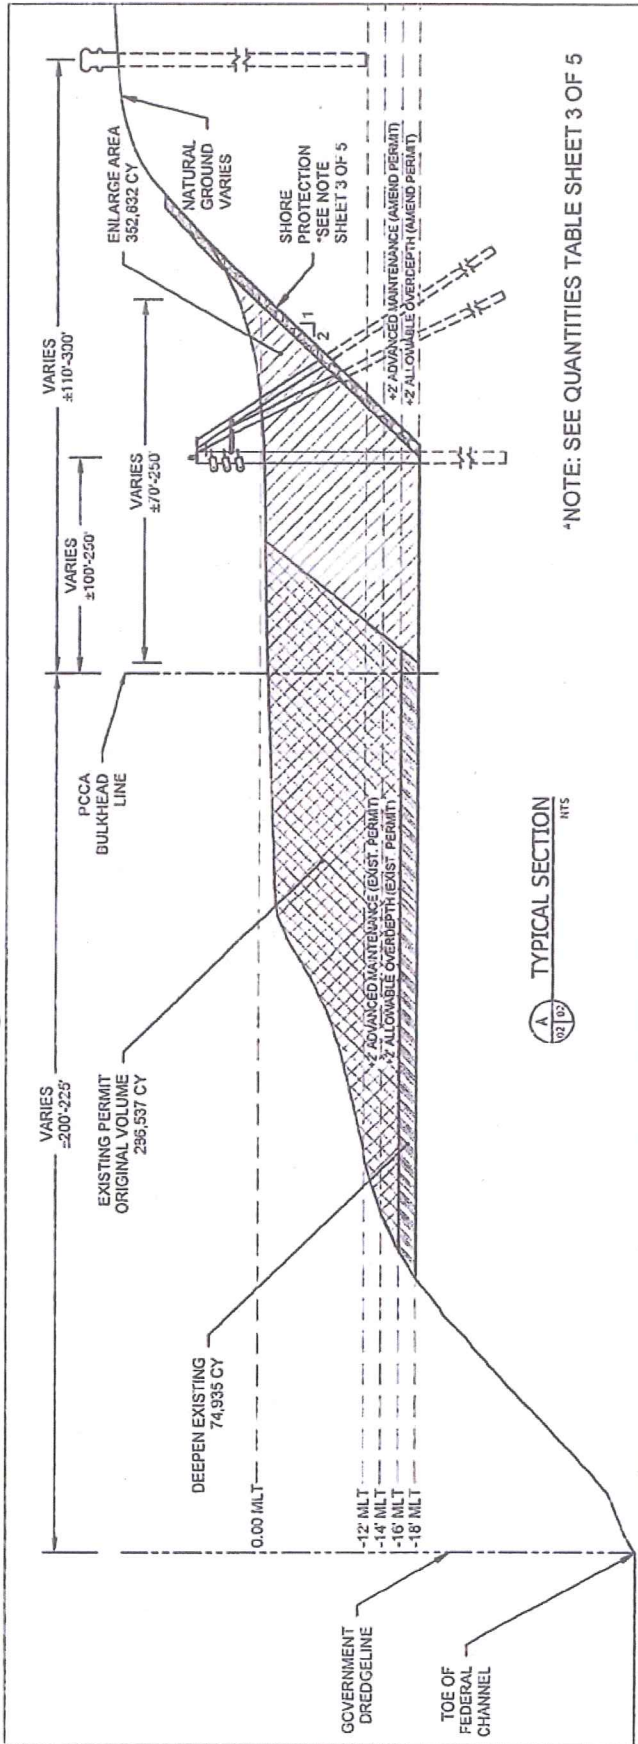 VARIES
±200'-225'
VARIES
±110'-300'
VARIES
±100'-250'
VARIES
±70'-250'
PCCA
BULKHEAD
LINE
EXISTING PERMIT
ORIGINAL VOLUME
286,537 CY
DEEPEN EXISTING
74,935 CY
ENLARGE AREA
352,632 CY
NATURAL
GROUND
VARIES
SHORE
PROTECTION
*SEE NOTE
SHEET 3 OF 5
1
2
0.00 MLT
-12' MLT
-14' MLT
-16' MLT
-18' MLT
+2' ADVANCED MAINTENANCE (EXIST. PERMIT)
+2' ALLOWABLE OVERDEPTH (EXIST. PERMIT)
+2' ADVANCED MAINTENANCE (AMEND PERMIT)
+2' ALLOWABLE OVERDEPTH (AMEND PERMIT)
GOVERNMENT
DREDGELINE
TOE OF
FEDERAL
CHANNEL
A
02 02
TYPICAL SECTION
NTS
*NOTE: SEE QUANTITIES TABLE SHEET 3 OF 5